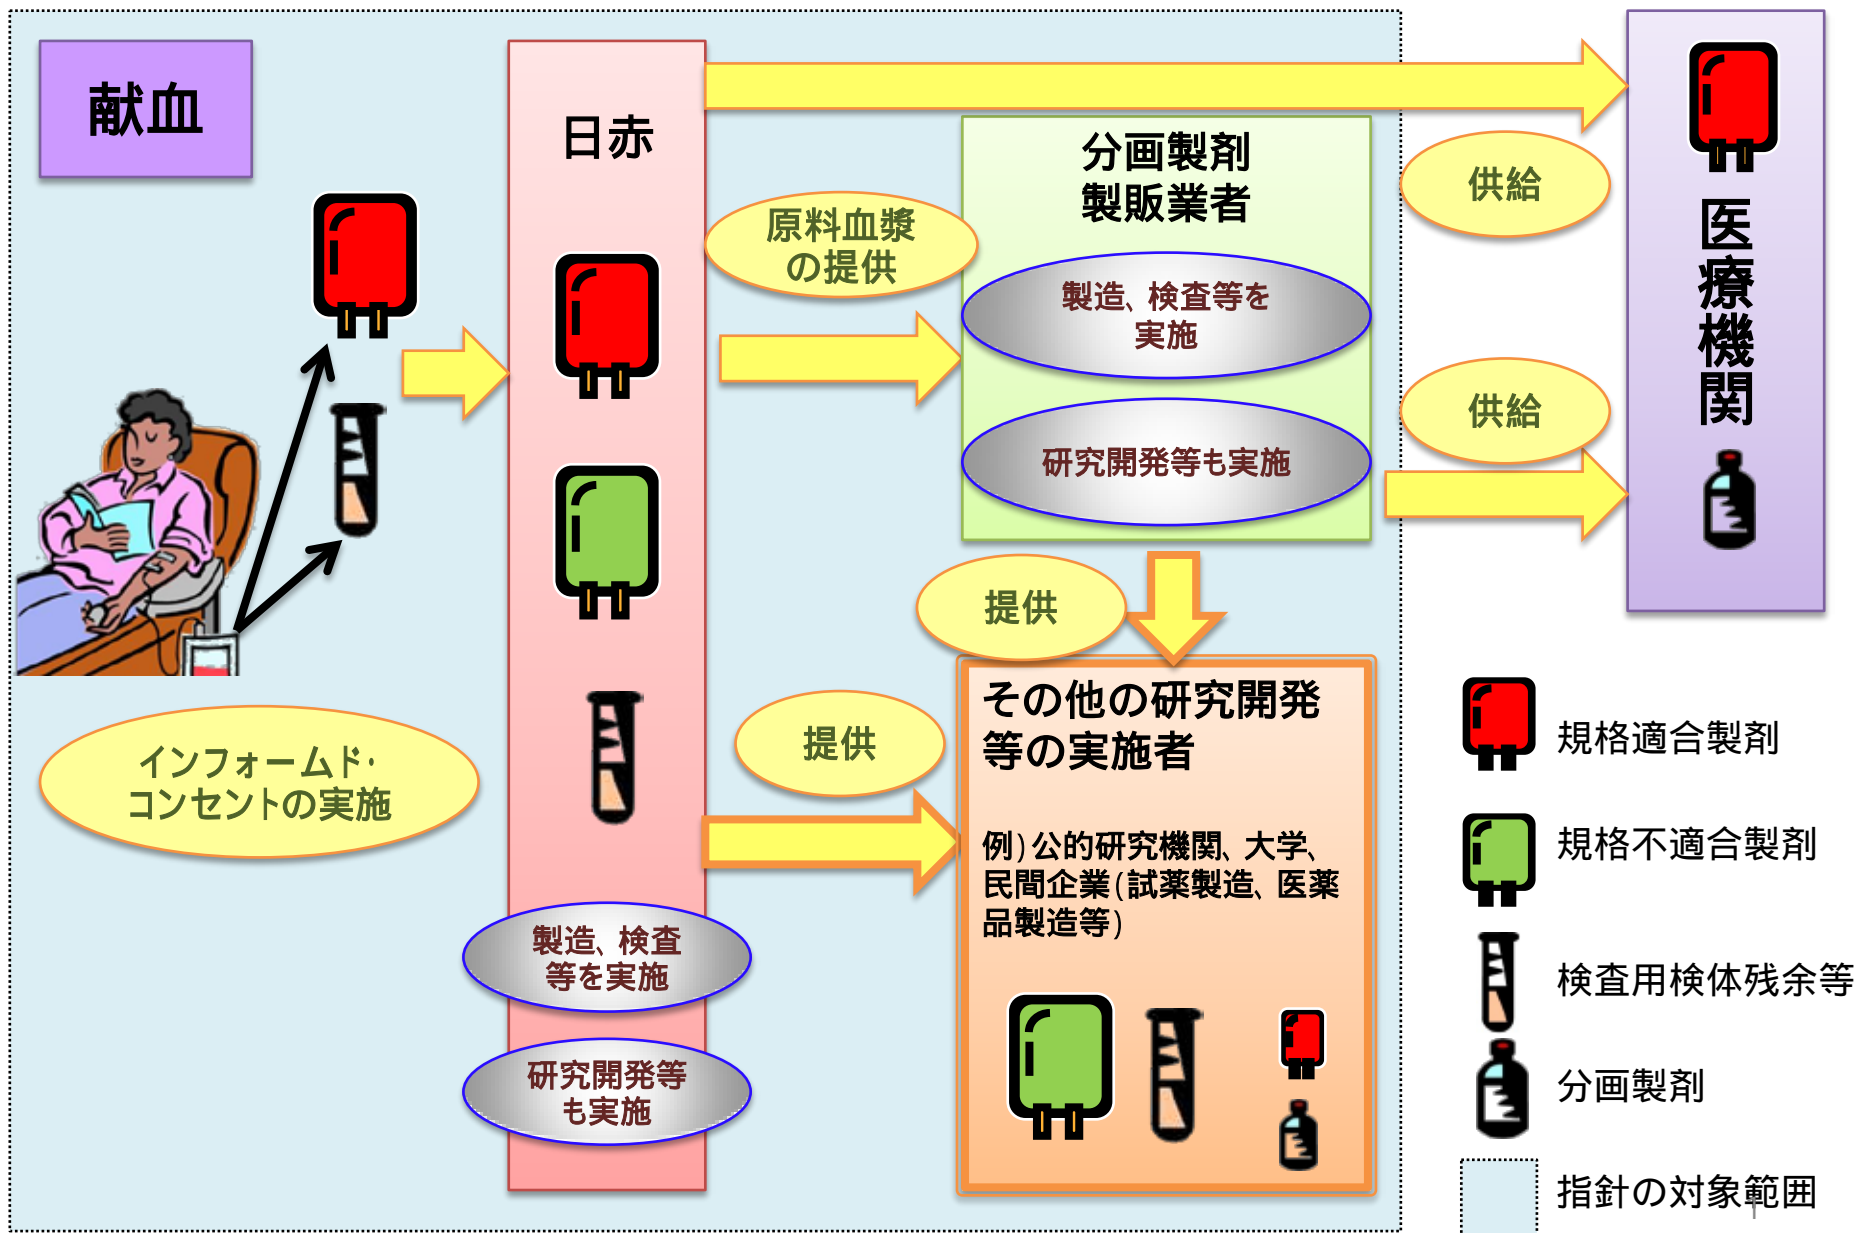 献血
日赤
分画製剤
製販業者
医療機関
供給
原料血漿
の提供
製造、検査等を
実施
研究開発等も実施
供給
提供
インフォームド・
コンセントの実施
提供
その他の研究開発
等の実施者
例）公的研究機関、大学、
民間企業（試薬製造、医薬
品製造等）
製造、検査
等を実施
研究開発等
も実施
規格適合製剤
規格不適合製剤
検査用検体残余等
分画製剤
指針の対象範囲
1